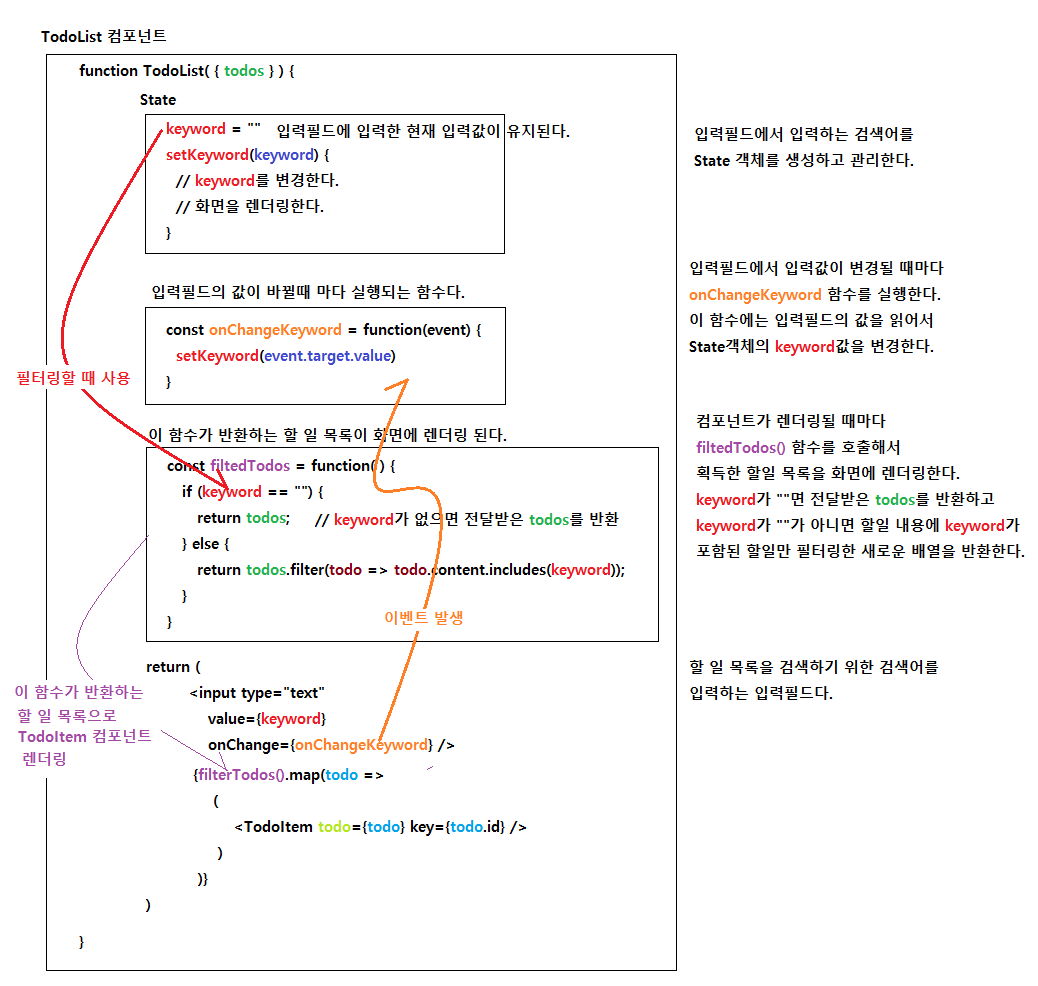 TodoList 컴포넌트
function TodoList( { todos } ) {
State
keyword = "" 입력필드에 입력한 현재 입력값이 유지된다.
setKeyword(keyword) {
// keyword를 변경한다.
// 화면을 렌더링한다.
}
입력필드에서 입력하는 검색어를
State 객체를 생성하고 관리한다.
입력필드의 값이 바뀔때 마다 실행되는 함수다.
const onChangeKeyword = function(event) {
setKeyword(event.target.value)
}
입력필드에서 입력값이 변경될 때마다
onChangeKeyword 함수를 실행한다.
이 함수에는 입력필드의 값을 읽어서
State객체의 keyword값을 변경한다.
필터링할 때 사용
이 함수가 반환하는 할 일 목록이 화면에 렌더링 된다.
const filtedTodos = function() {
if (keyword == "") {
return todos; // keyword가 없으면 전달받은 todos를 반환
} else {
return todos.filter(todo => todo.content.includes(keyword));
}
}
컴포넌트가 렌더링될 때마다
filtedTodos() 함수를 호출해서
획득한 할일 목록을 화면에 렌더링한다.
keyword가 ""면 전달받은 todos를 반환하고
keyword가 ""가 아니면 할일 내용에 keyword가
포함된 할일만 필터링한 새로운 배열을 반환한다.
이벤트 발생
return (
<input type="text"
value={keyword}
onChange={onChangeKeyword} />
{filterTodos().map(todo =>
(
<TodoItem todo={todo} key={todo.id} />
)
)}
)
}
할 일 목록을 검색하기 위한 검색어를
입력하는 입력필드다.
이 함수가 반환하는
할 일 목록으로
TodoItem 컴포넌트
렌더링